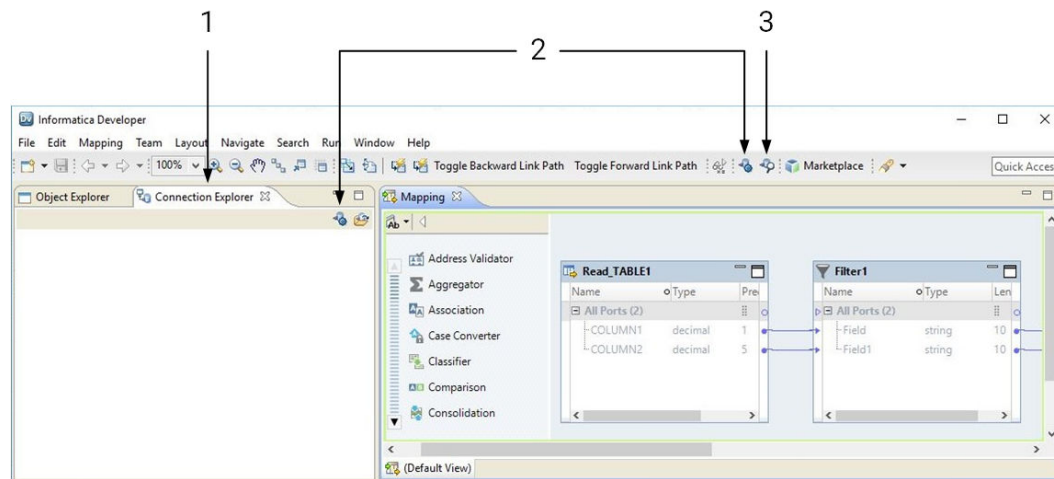 1
3
2
Informatica Developer
File Edit Mapping Team Layout Navigate Search Run Window Help
100% Toggle Backward Link Path Toggle Forward Link Path Marketplace Quick Acces
Object Explorer Connection Explorer Mapping
Ab
Address Validator
Read_TABLE1 Filter1
Aggregator
Name Type Pre Name Type Len
Association
All Ports (2) All Ports (2)
COLUMN1 decimal 1 Field string 10
Case Converter
COLUMN2 decimal 5 Field1 string 10
Classifier
Comparison
Consolidation
(Default View)